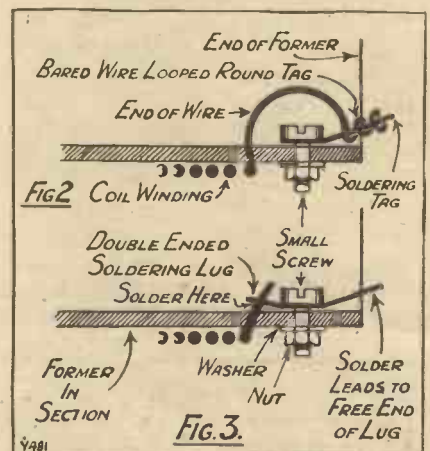 END OF FORMER
BARED WIRE LOOPED ROUND TAG
END OF WIRE
FIG2 COIL WINDING
SOLDERING
TAG
DOUBLE ENDED
SOLDERING LUG
SOLDER HERE
SMALL
SCREW
FORMER
IN
SECTION
WASHER
NUT
SOLDER
LEADS TO
FREE END
OF LUG
FIG. 3.
Y481